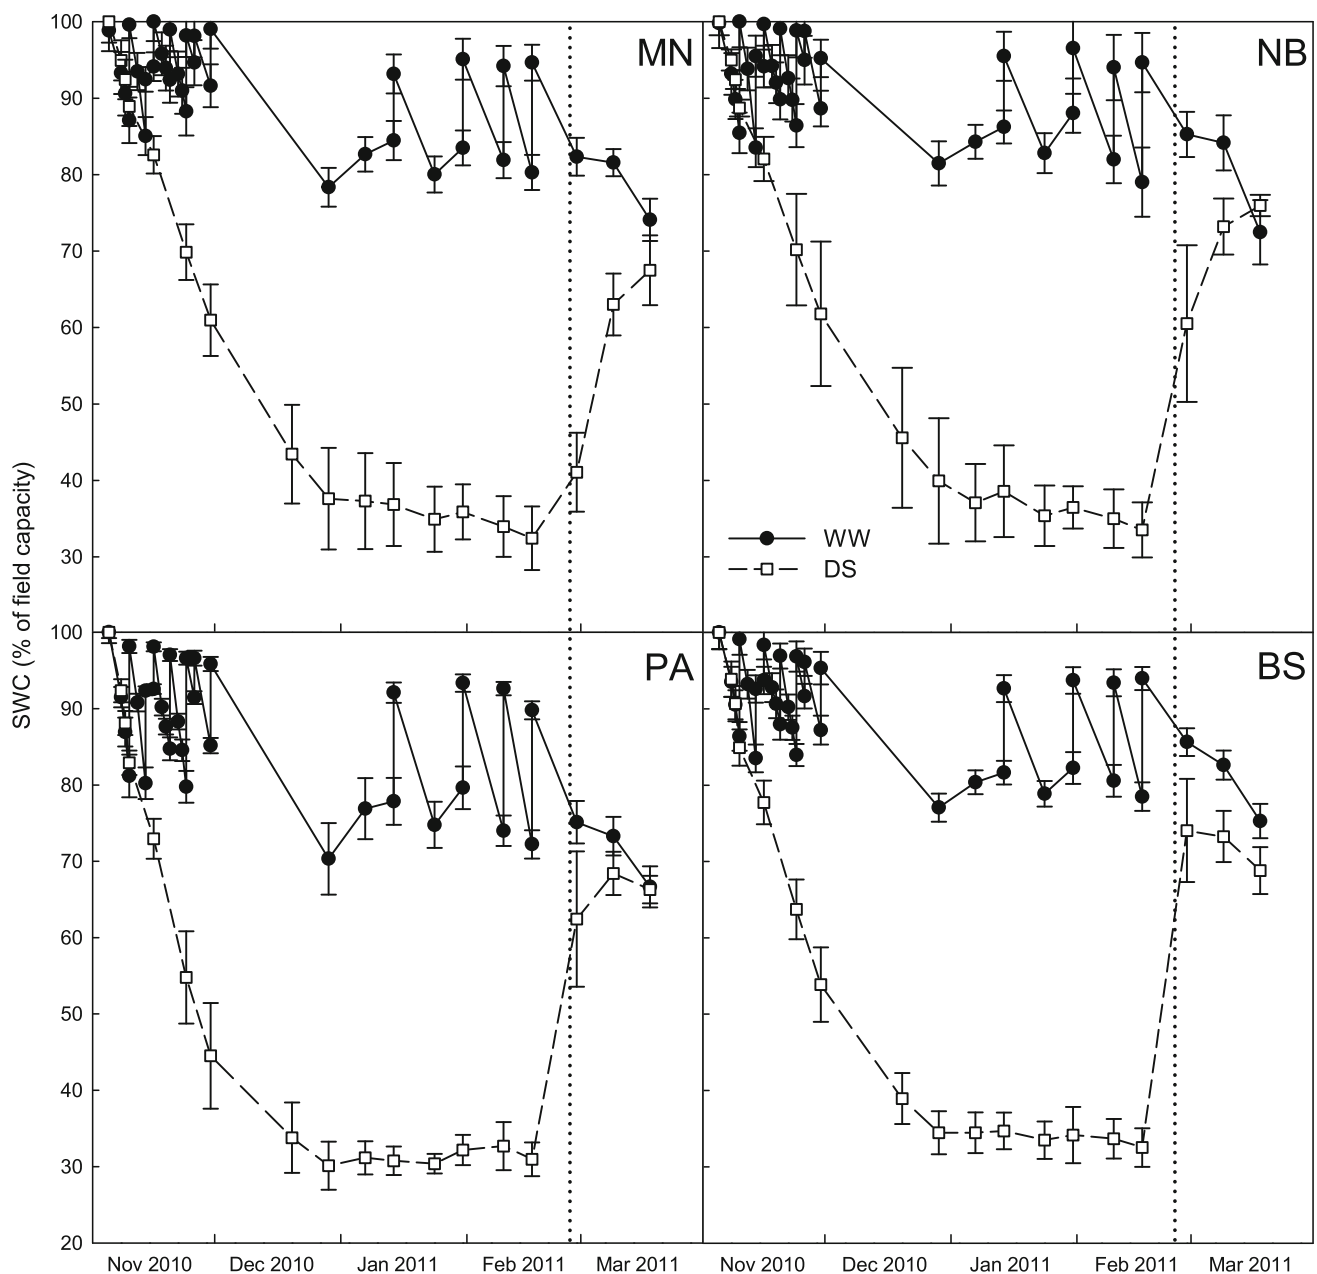 100
90
80
70
60
50
40
30
MN
NB
WW
DS
SWC (% of field capacity)
100
90
80
70
60
50
40
30
20
PA
BS
Nov 2010 Dec 2010 Jan 2011 Feb 2011 Mar 2011 Nov 2010 Dec 2010 Jan 2011 Feb 2011 Mar 2011